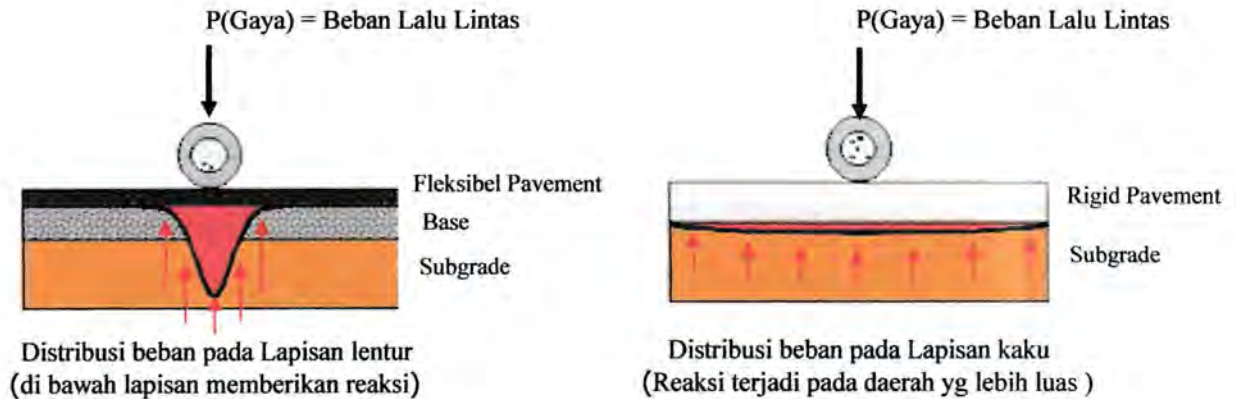 P(Gaya) = Beban Lalu Lintas
Fleksibel Pavement
Base
Subgrade
Distribusi beban pada Lapisan lentur
(di bawah lapisan memberikan reaksi)
P(Gaya) = Beban Lalu Lintas
Rigid Pavement
Subgrade
Distribusi beban pada Lapisan kaku
(Reaksi terjadi pada daerah yg lebih luas )